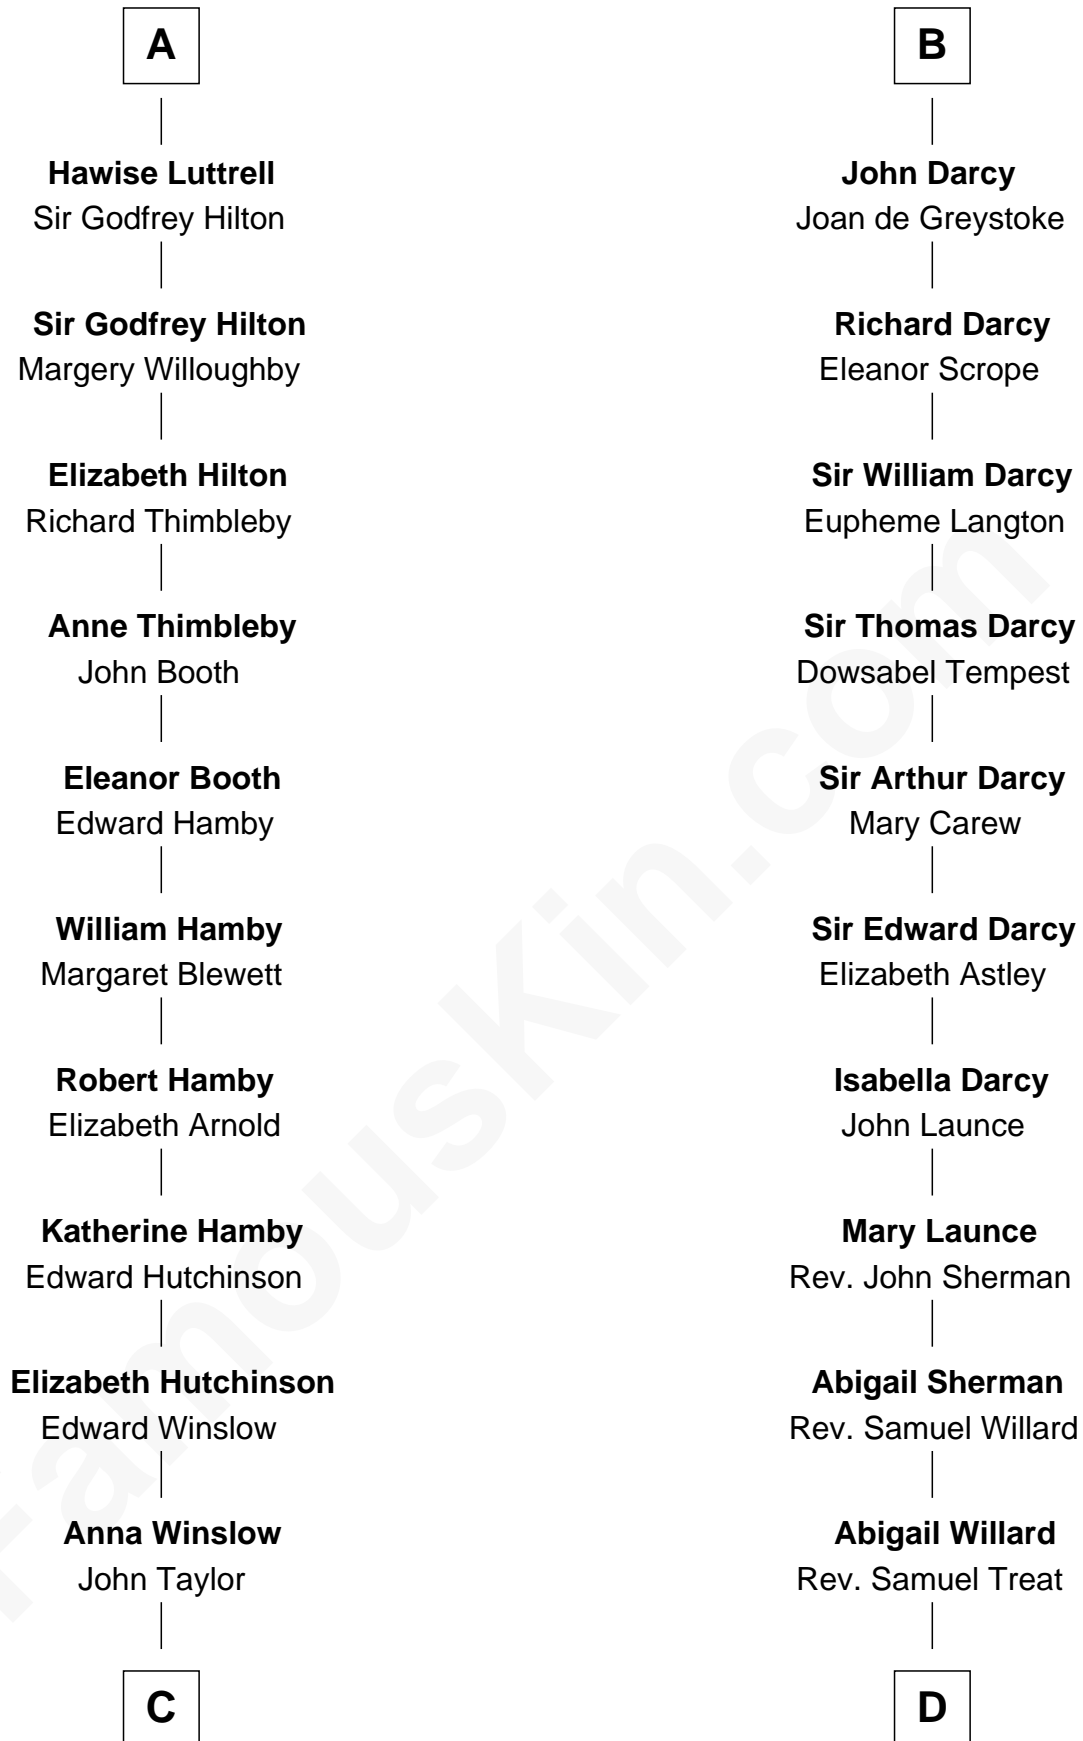 A
Hawise Luttrell
Sir Godfrey Hilton
Sir Godfrey Hilton
Margery Willoughby
Elizabeth Hilton
Richard Thimbleby
Anne Thimbleby
John Booth
Eleanor Booth
Edward Hamby
William Hamby
Margaret Blewett
Robert Hamby
Elizabeth Arnold
Katherine Hamby
Edward Hutchinson
Elizabeth Hutchinson
Edward Winslow
Anna Winslow
John Taylor
C
B
John Darcy
Joan de Greystoke
Richard Darcy
Eleanor Scrope
Sir William Darcy
Eupheme Langton
Sir Thomas Darcy
Dowsabel Tempest
Sir Arthur Darcy
Mary Carew
Sir Edward Darcy
Elizabeth Astley
Isabella Darcy
John Launce
Mary Launce
Rev. John Sherman
Abigail Sherman
Rev. Samuel Willard
Abigail Willard
Rev. Samuel Treat
D
FamousKin.com